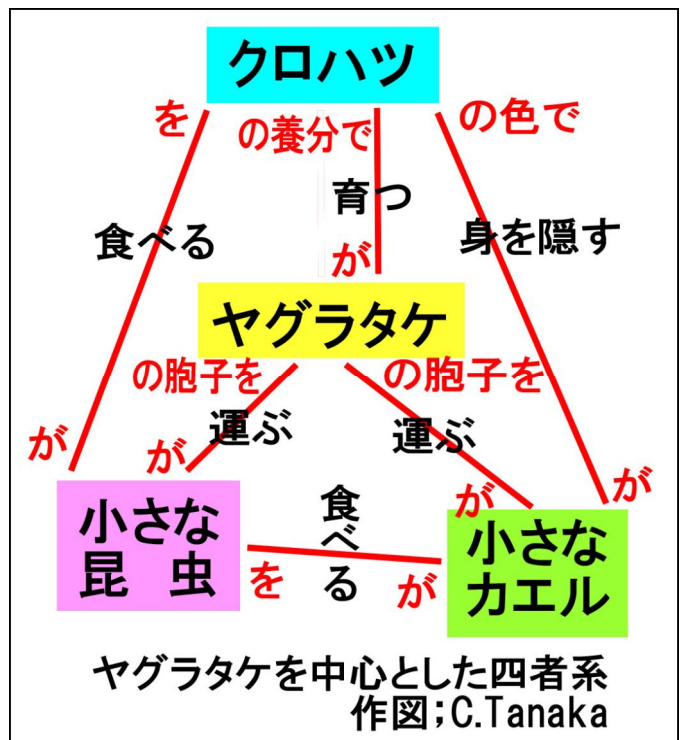 クロハツ
を
の養分で
の色で
育つ
食べる
身を隠す
が
ヤグラタケ
の胞子を
の胞子を
運ぶ
運ぶ
が
が
が
が
小さな
昆　虫
食べる
を
が
小さな
カエル
ヤグラタケを中心とした四者系
作図;C.Tanaka